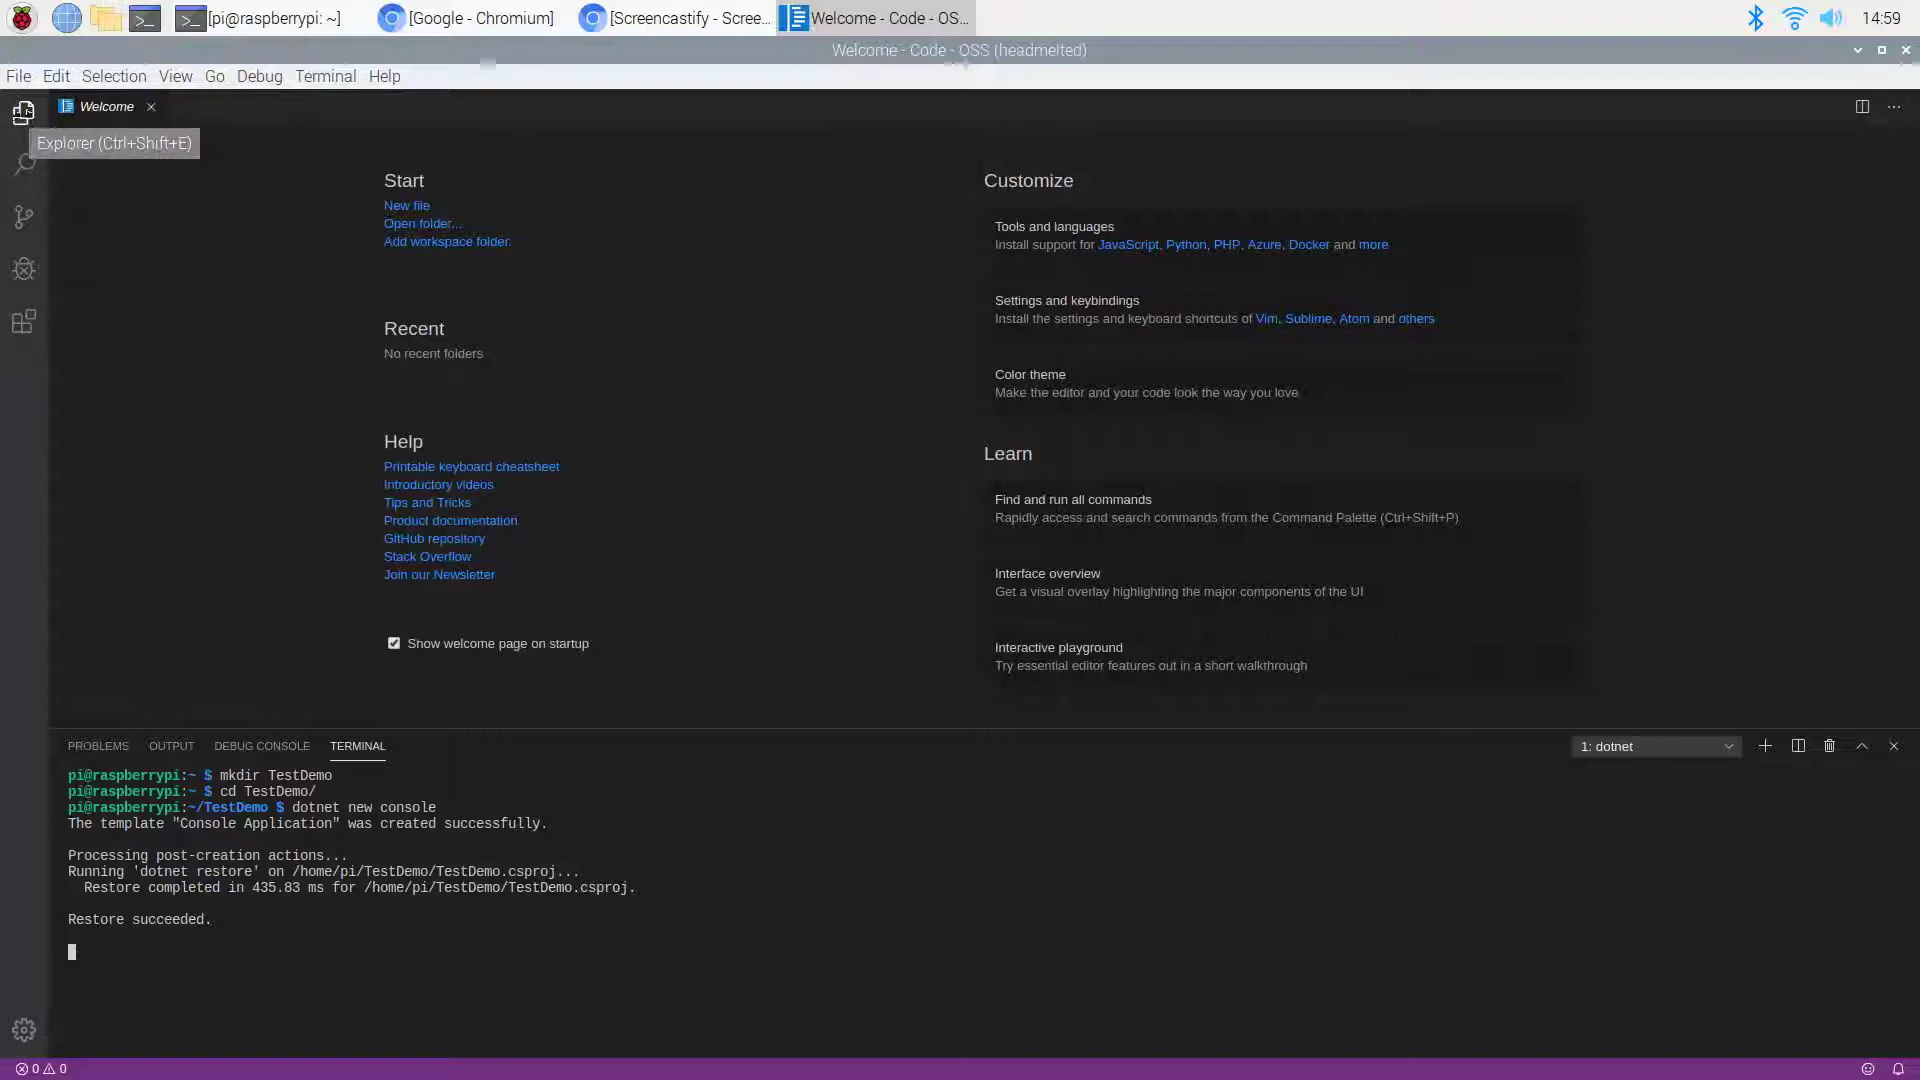 [pi@raspberrypi: ~]
[Google - Chromium]
[Screencastify - Scree...
Welcome - Code - OS...
14:59
Welcome - Code - OSS (headmelted)
File Edit Selection View Go Debug Terminal Help
Welcome
Explorer (Ctrl+Shift+E)
Start
New file
Open folder...
Add workspace folder
Recent
No recent folders
Help
Printable keyboard cheatsheet
Introductory videos
Tips and Tricks
Product documentation
GitHub repository
Stack Overflow
Join our Newsletter
Show welcome page on startup
Customize
Tools and languages
Install support for JavaScript, Python, PHP, Azure, Docker and more
Settings and keybindings
Install the settings and keyboard shortcuts of Vim, Sublime, Atom and others
Color theme
Make the editor and your code look the way you love
Learn
Find and run all commands
Rapidly access and search commands from the Command Palette (Ctrl+Shift+P)
Interface overview
Get a visual overlay highlighting the major components of the UI
Interactive playground
Try essential editor features out in a short walkthrough
PROBLEMS OUTPUT DEBUG CONSOLE TERMINAL
1: dotnet
pi@raspberrypi:~ $ mkdir TestDemo
pi@raspberrypi:~ $ cd TestDemo/
pi@raspberrypi:~/TestDemo $ dotnet new console
The template "Console Application" was created successfully.
Processing post-creation actions...
Running 'dotnet restore' on /home/pi/TestDemo/TestDemo.csproj...
Restore completed in 435.83 ms for /home/pi/TestDemo/TestDemo.csproj.
Restore succeeded.
0 0